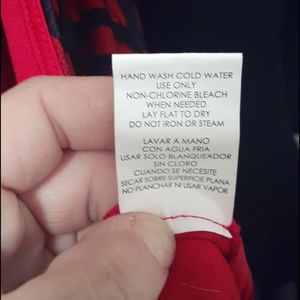 HAND WASH COLD WATER
USE ONLY
NON-CHLORINE BLEACH
WHEN NEEDED
LAY FLAT TO DRY
DO NOT IRON OR STEAM
LAVAR A MANO
CON AGUA FRIA
USAR SOLO BLANQUEADOR
SIN CLORO
CUANDO SE NECESITE
SECAR SOBRE SUPERFICIE PLANA
NO PLANCHAR NI USAR VAPOR